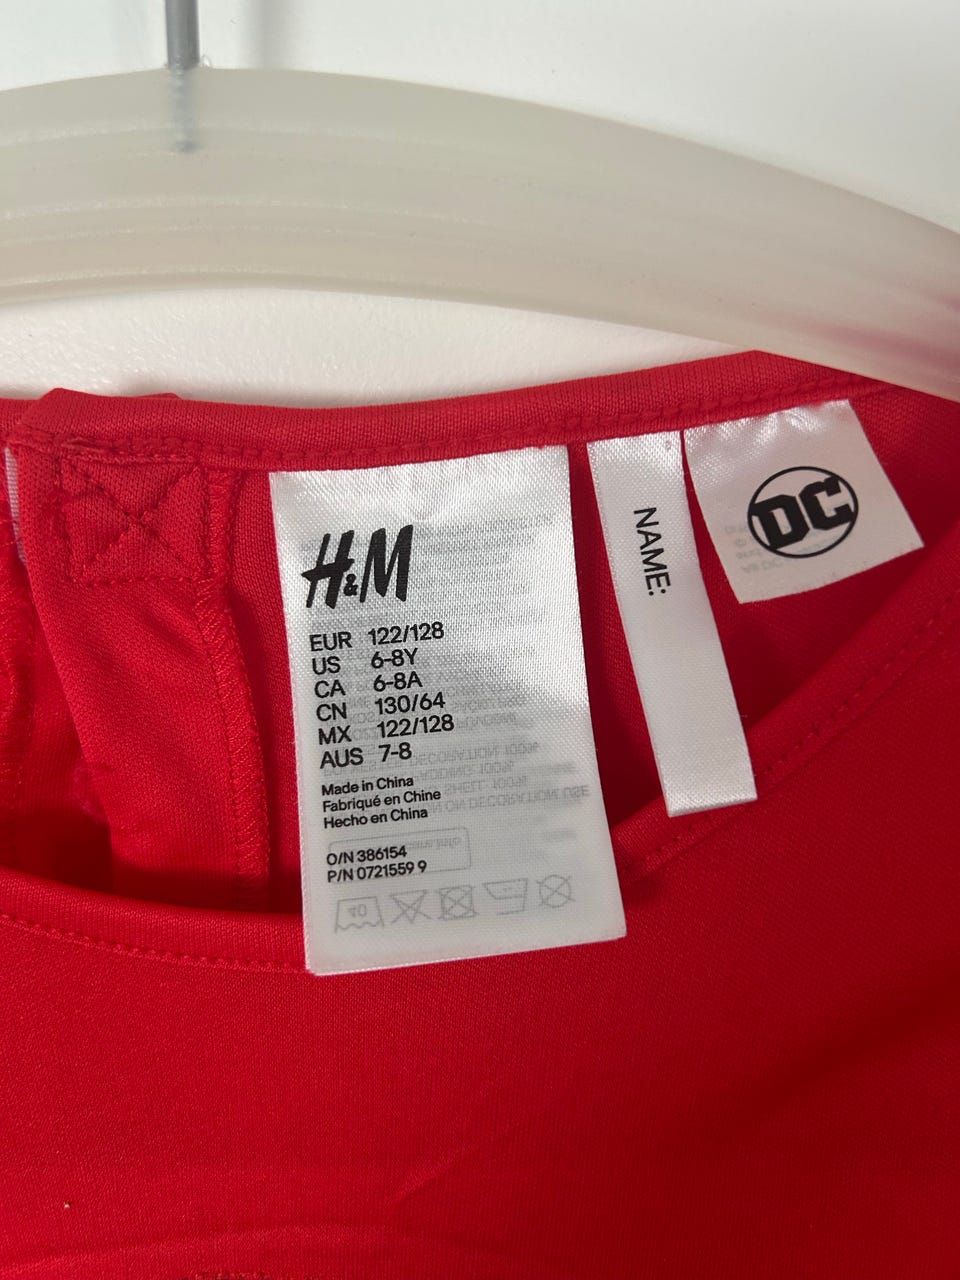 H&M
EUR 122/128
US 6-8Y
CA 6-8A
CN 130/64
MX 122/128
AUS 7-8
Made in China
Fabriqué en Chine
Hecho en China
O/N 386154
P/N 0721559 9
40
NAME:
DC